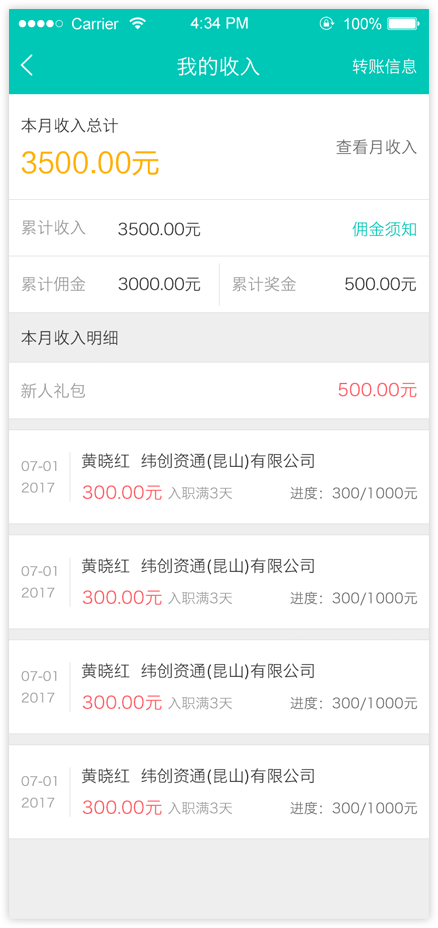 Carrier 4:34 PM 100%
我的收入 转账信息
本月收入总计
3500.00元 查看月收入
累计收入 3500.00元 佣金须知
累计佣金 3000.00元 累计奖金 500.00元
本月收入明细
新人礼包 500.00元
07-01 黄晓红 纬创资通(昆山)有限公司
2017 300.00元 入职满3天 进度：300/1000元
07-01 黄晓红 纬创资通(昆山)有限公司
2017 300.00元 入职满3天 进度：300/1000元
07-01 黄晓红 纬创资通(昆山)有限公司
2017 300.00元 入职满3天 进度：300/1000元
07-01 黄晓红 纬创资通(昆山)有限公司
2017 300.00元 入职满3天 进度：300/1000元